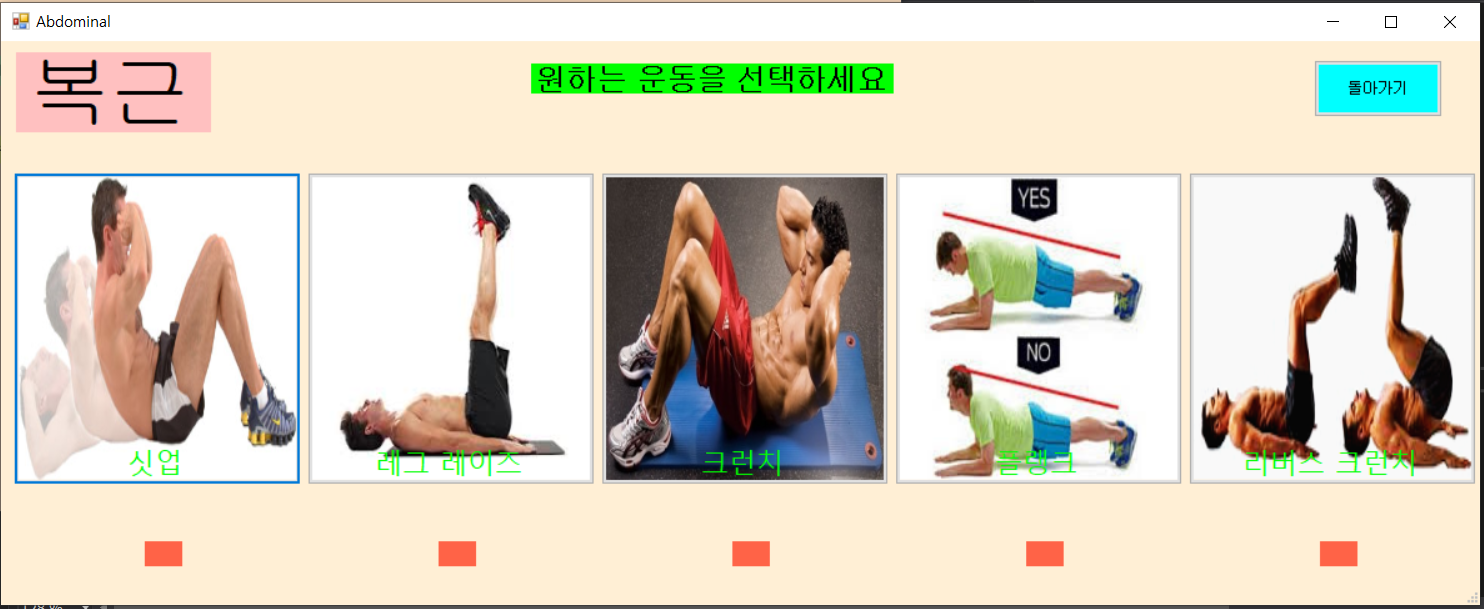 Abdominal
복근
원하는 운동을 선택하세요
돌아가기
YES
NO
싯업
레그 레이즈
크런치
플랭크
리버스 크런치